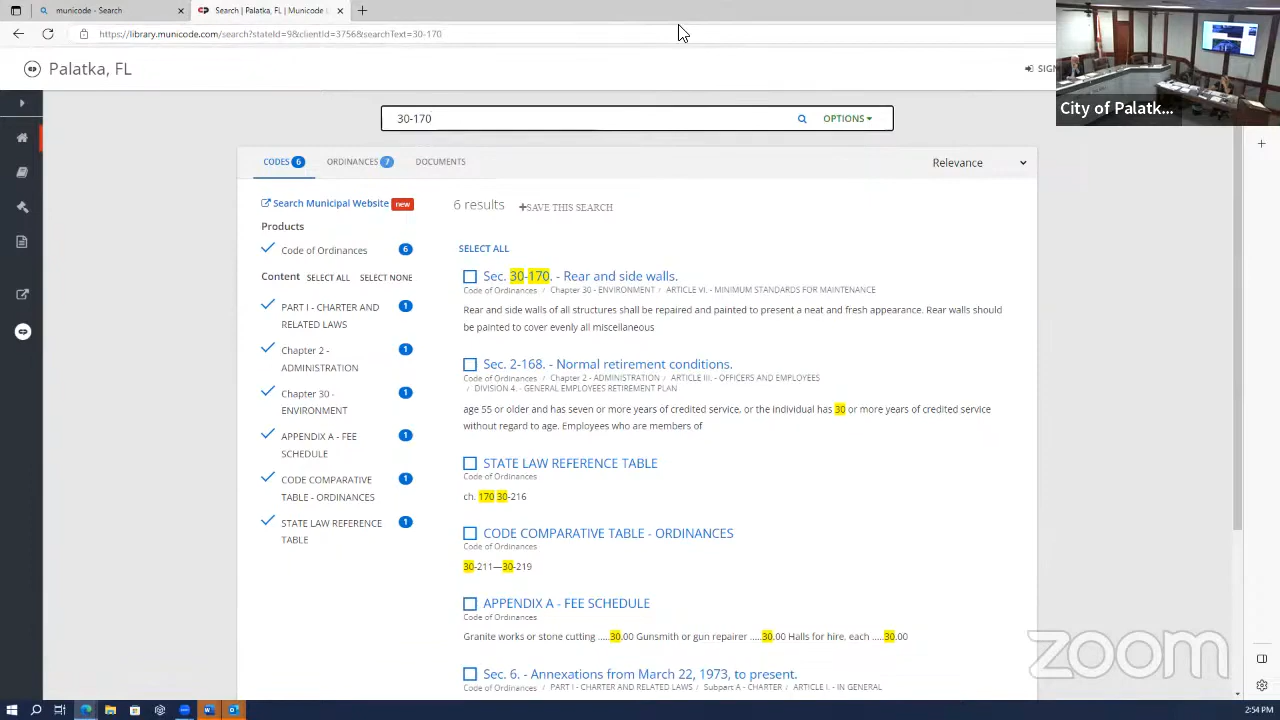 municode - Search
Search | Palatka, FL | Municode L
https://library.municode.com/search?stateId=9&clientId=3756&searchText=30-170
Palatka, FL
SIGN
City of Palatk...
30-170
OPTIONS
CODES 6
ORDINANCES 7
DOCUMENTS
Relevance
Search Municipal Website new
Products
Code of Ordinances 6
Content SELECT ALL SELECT NONE
PART I - CHARTER AND
RELATED LAWS
1
Chapter 2 -
ADMINISTRATION
1
Chapter 30 -
ENVIRONMENT
1
APPENDIX A - FEE
SCHEDULE
1
CODE COMPARATIVE
TABLE - ORDINANCES
1
STATE LAW REFERENCE
TABLE
1
6 results
+SAVE THIS SEARCH
SELECT ALL
Sec. 30-170. - Rear and side walls.
Code of Ordinances / Chapter 30 - ENVIRONMENT / ARTICLE VI. - MINIMUM STANDARDS FOR MAINTENANCE
Rear and side walls of all structures shall be repaired and painted to present a neat and fresh appearance. Rear walls should
be painted to cover evenly all miscellaneous
Sec. 2-168. - Normal retirement conditions.
Code of Ordinances / Chapter 2 - ADMINISTRATION / ARTICLE III. - OFFICERS AND EMPLOYEES
/ DIVISION 4. - GENERAL EMPLOYEES RETIREMENT PLAN
age 55 or older and has seven or more years of credited service, or the individual has 30 or more years of credited service
without regard to age. Employees who are members of
STATE LAW REFERENCE TABLE
Code of Ordinances
ch. 170 30-216
CODE COMPARATIVE TABLE - ORDINANCES
Code of Ordinances
30-211—30-219
APPENDIX A - FEE SCHEDULE
Code of Ordinances
Granite works or stone cutting .....30.00 Gunsmith or gun repairer .....30.00 Halls for hire, each .....30.00
Sec. 6. - Annexations from March 22, 1973, to present.
Code of Ordinances / PART I - CHARTER AND RELATED LAWS / Subpart A - CHARTER / ARTICLE I. - IN GENERAL
zoom
2:54 PM